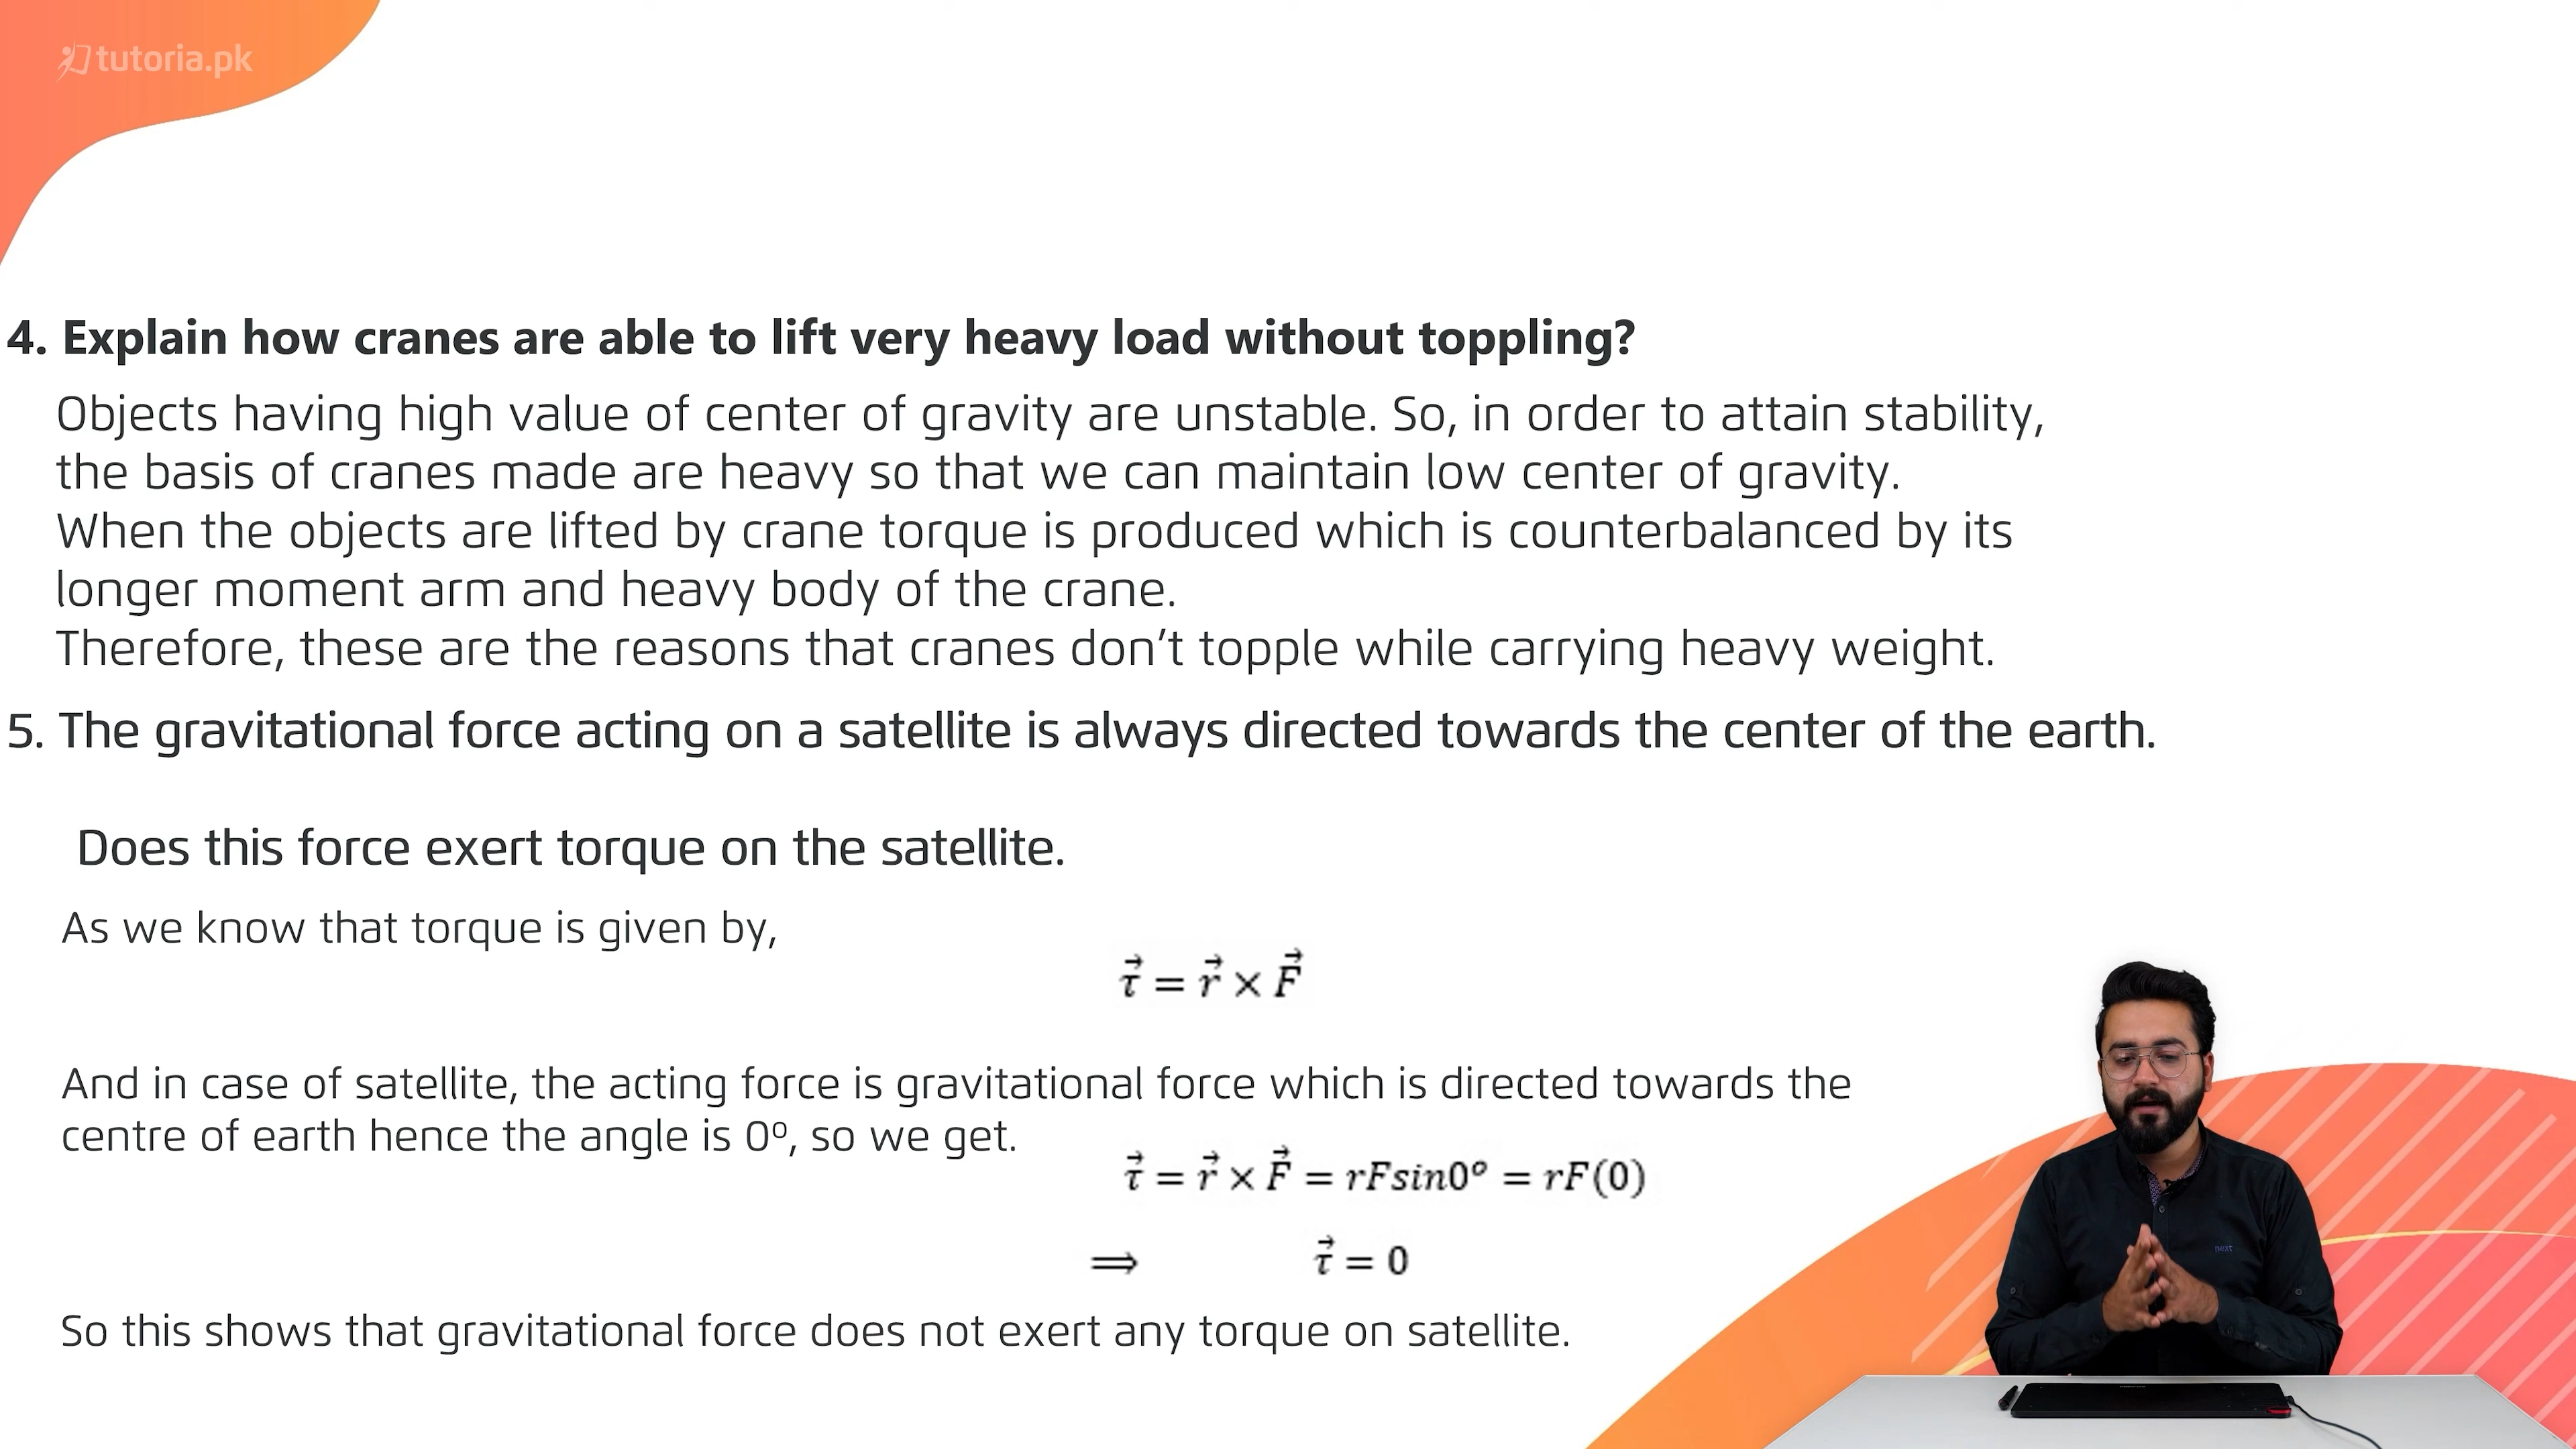 tutoria.pk
4. Explain how cranes are able to lift very heavy load without toppling?
Objects having high value of center of gravity are unstable. So, in order to attain stability,
the basis of cranes made are heavy so that we can maintain low center of gravity.
When the objects are lifted by crane torque is produced which is counterbalanced by its
longer moment arm and heavy body of the crane.
Therefore, these are the reasons that cranes don’t topple while carrying heavy weight.
5. The gravitational force acting on a satellite is always directed towards the center of the earth.
Does this force exert torque on the satellite.
As we know that torque is given by,
τ⃗ = r⃗ × F⃗
And in case of satellite, the acting force is gravitational force which is directed towards the
centre of earth hence the angle is 0º, so we get.
τ⃗ = r⃗ × F⃗ = rFsin0º = rF(0)
⟹ τ⃗ = 0
So this shows that gravitational force does not exert any torque on satellite.
next